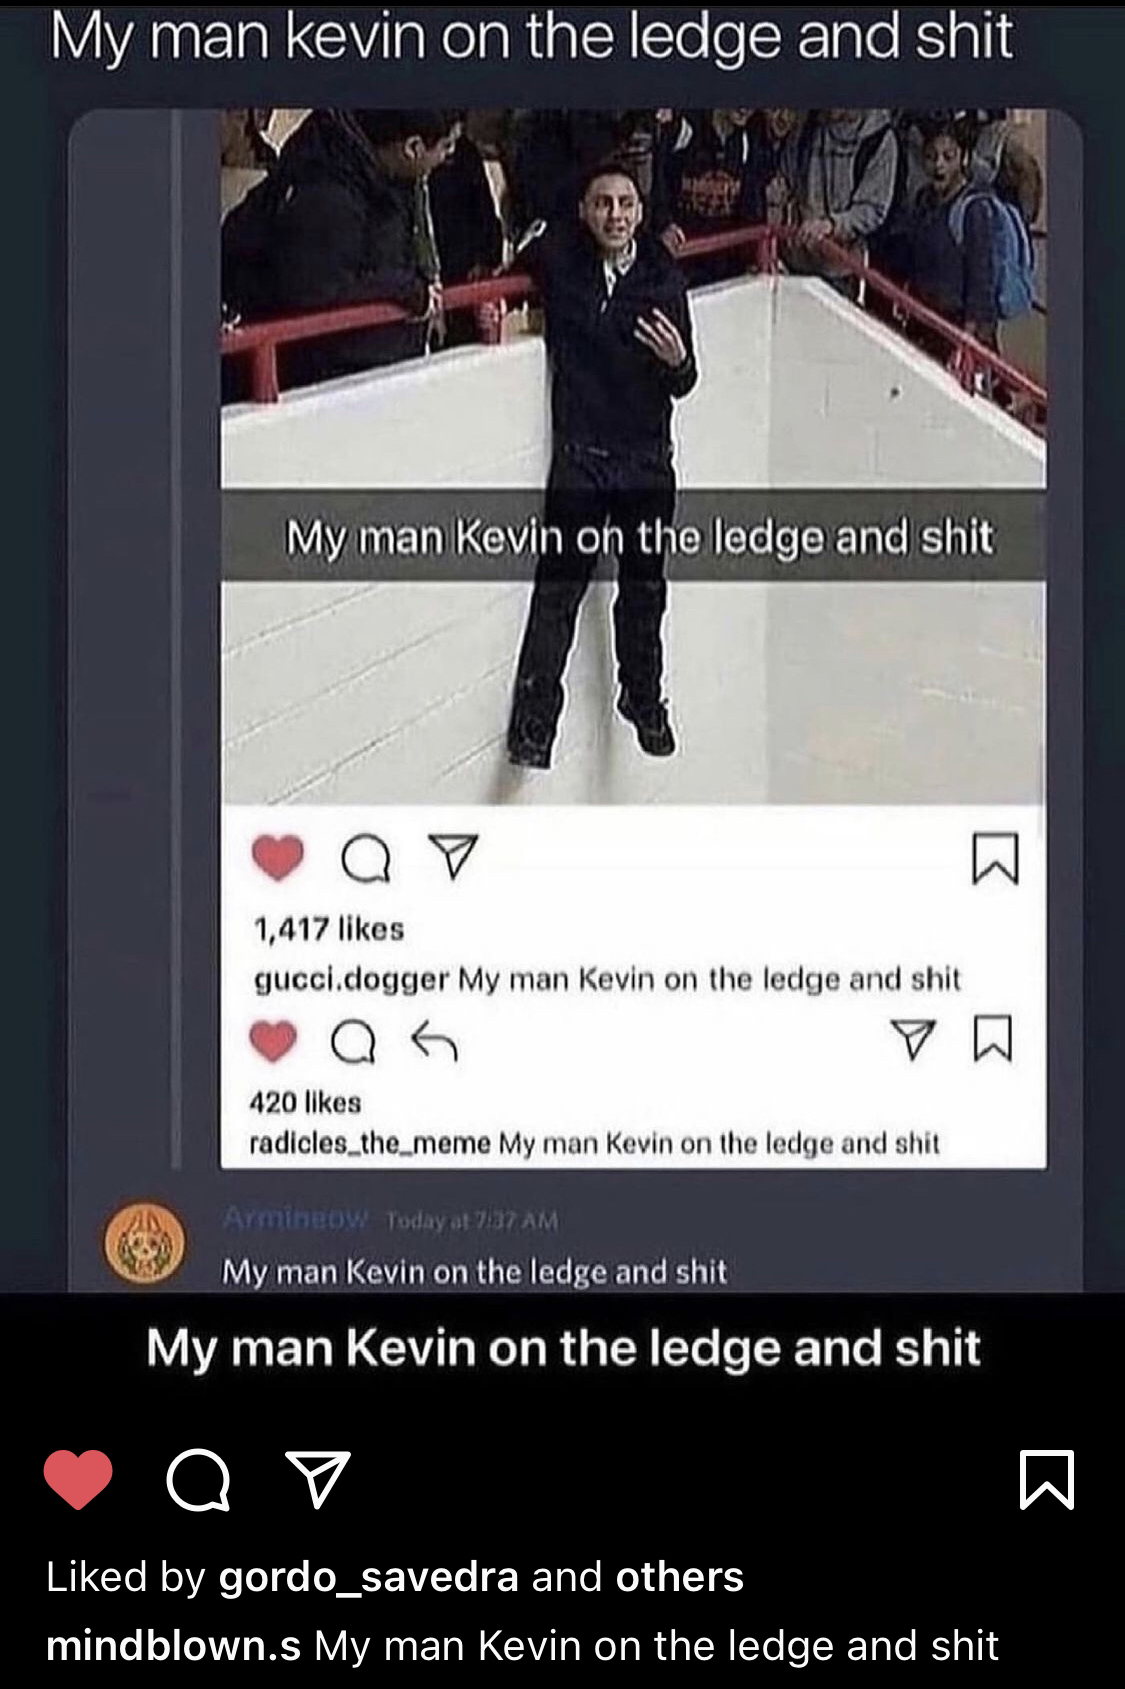 My man kevin on the ledge and shit
My man Kevin on the ledge and shit
1,417 likes
gucci.dogger My man Kevin on the ledge and shit
420 likes
radicles_the_meme My man Kevin on the ledge and shit
Armineow Today at 7:37 AM
My man Kevin on the ledge and shit
My man Kevin on the ledge and shit
Liked by gordo_savedra and others
mindblown.s My man Kevin on the ledge and shit